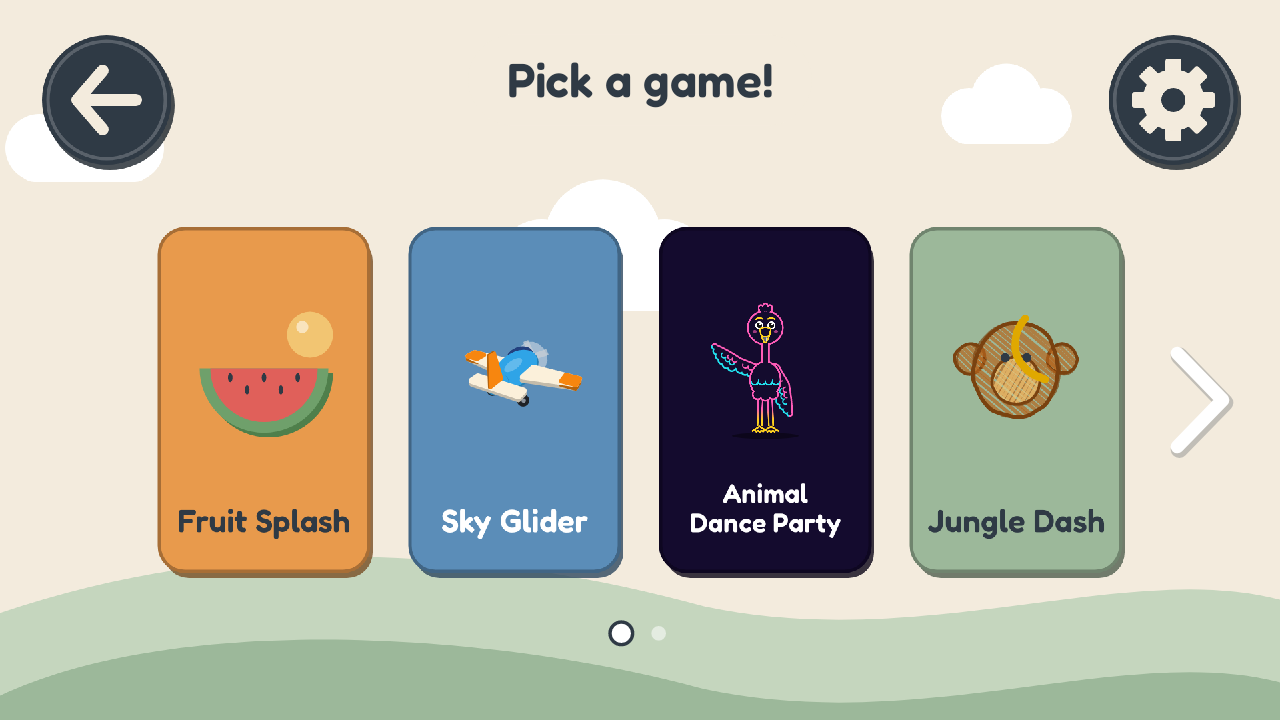 Pick a game!
Fruit Splash
Sky Glider
Animal
Dance Party
Jungle Dash